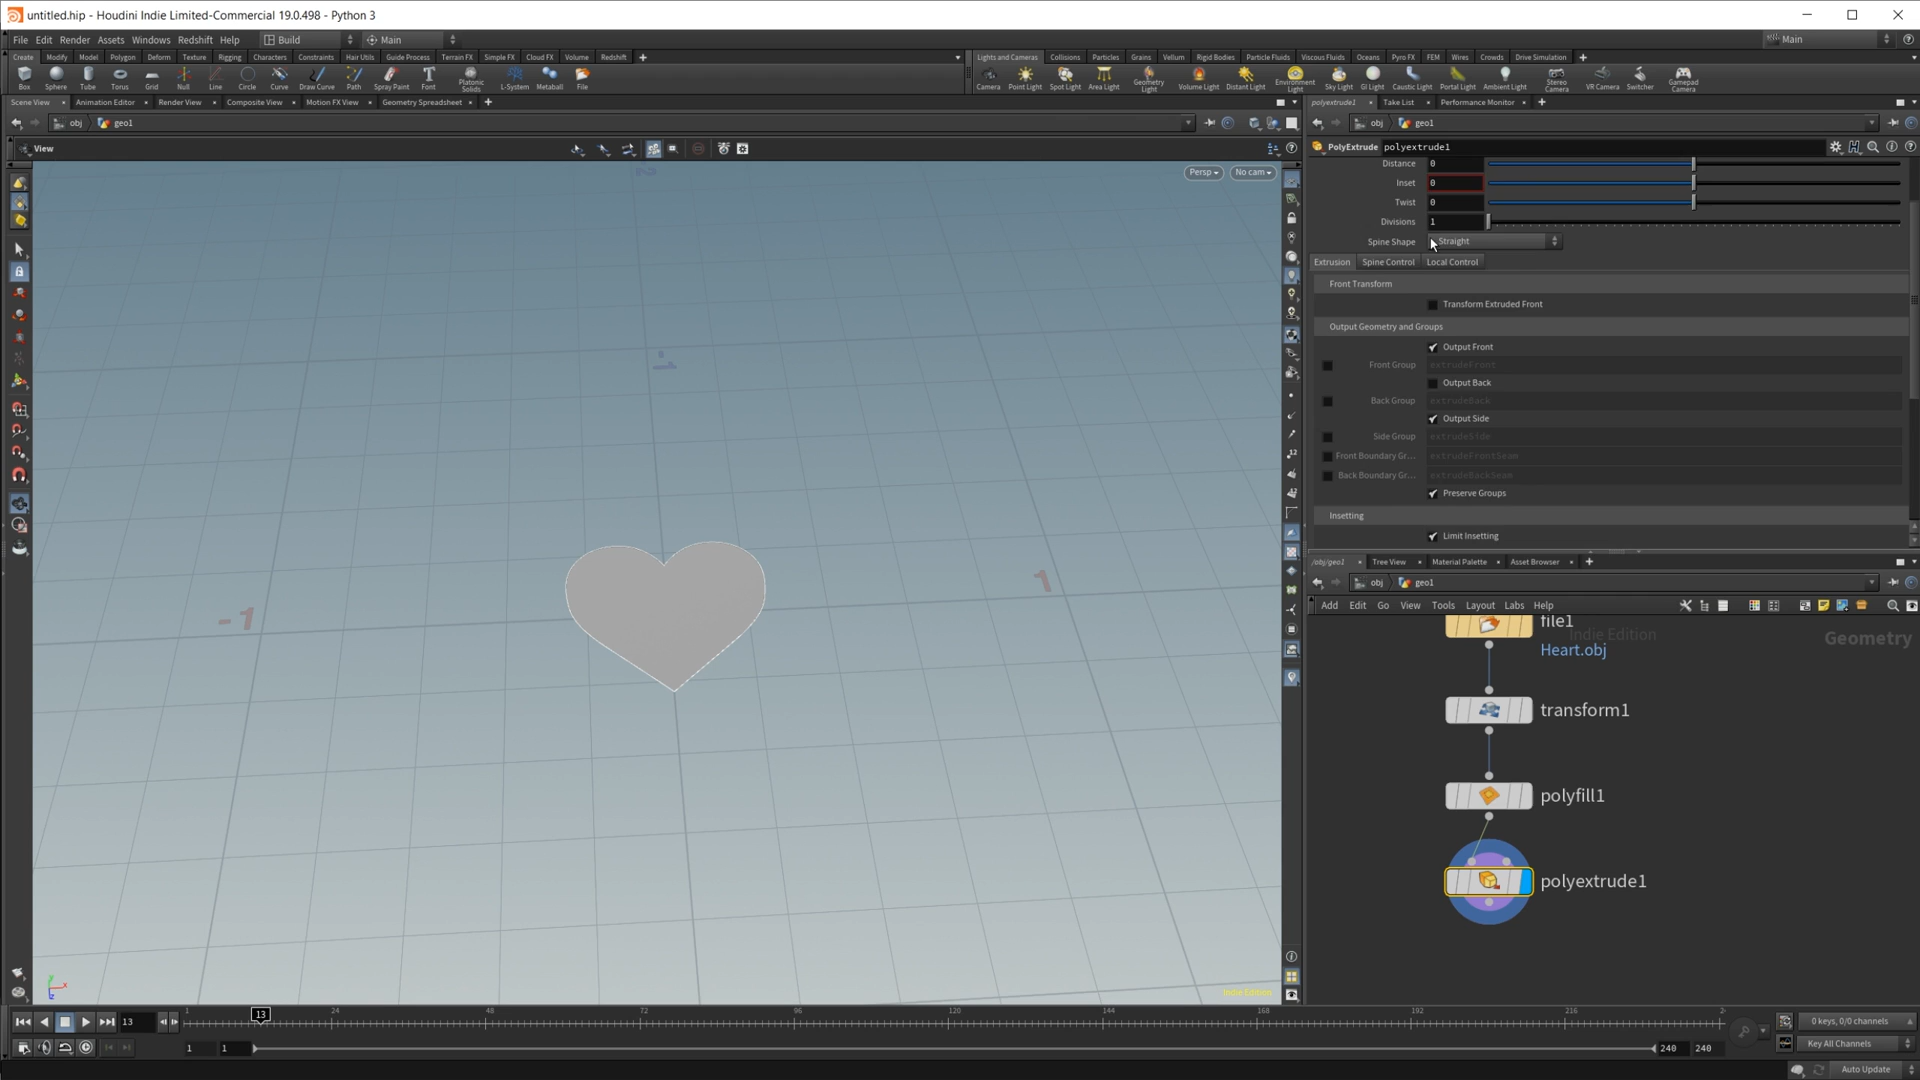 untitled.hip - Houdini Indie Limited-Commercial 19.0.498 - Python 3
File Edit Render Assets Windows Redshift Help Build Main Main
Create Modify Model Polygon Deform Texture Rigging Characters Constraints Hair Utils Guide Process Terrain FX Simple FX Cloud FX Volume Redshift
Lights and Cameras Collisions Particles Grains Vellum Rigid Bodies Particle Fluids Viscous Fluids Oceans Pyro FX FEM Wires Crowds Drive Simulation
Box Sphere Tube Torus Grid Null Line Circle Curve Draw Curve Path Spray Paint Font Platonic Solids L-System Metaball File
Camera Point Light Spot Light Area Light Geometry Light Volume Light Distant Light Environment Light Sky Light GI Light Caustic Light Portal Light Ambient Light Stereo Camera VR Camera Switcher Gamepad Camera
Scene View Animation Editor Render View Composite View Motion FX View Geometry Spreadsheet
polyextrude1 Take List Performance Monitor
obj geo1
obj geo1
View
Persp No cam
PolyExtrude polyextrude1
Distance 0
Inset 0
Twist 0
Divisions 1
Spine Shape Straight
Extrusion Spine Control Local Control
Front Transform
Transform Extruded Front
Output Geometry and Groups
Output Front
Front Group extrudeFront
Output Back
Back Group extrudeBack
Output Side
Side Group extrudeSide
Front Boundary Gr... extrudeFrontSeam
Back Boundary Gr... extrudeBackSeam
Preserve Groups
Insetting
Limit Insetting
-1
1
2
-1
Indie Edition
/obj/geo1 Tree View Material Palette Asset Browser
obj geo1
Add Edit Go View Tools Layout Labs Help
Indie Edition
Geometry
file1
Heart.obj
transform1
polyfill1
polyextrude1
13
1 13 24 48 72 96 120 144 168 192 216 2
1 1 240 240
0 keys, 0/0 channels
Key All Channels
Auto Update